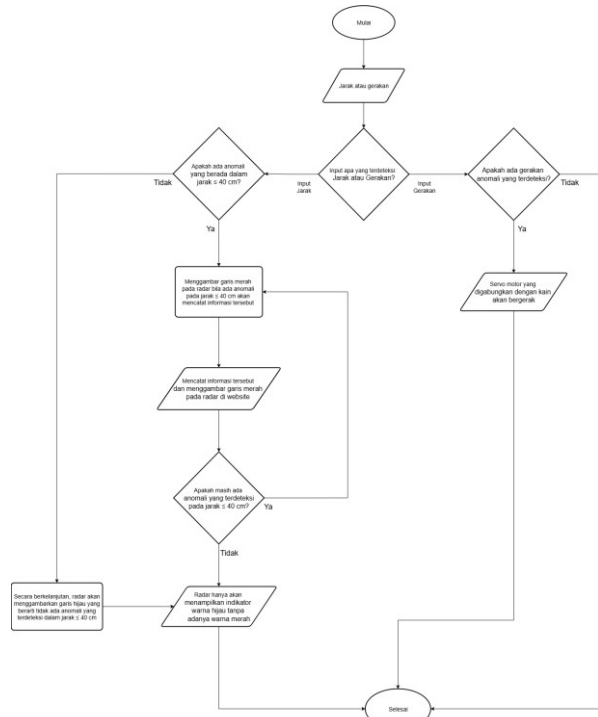 Mulai
Jarak atau gerakan
Input apa yang terdeteksi
Jarak atau Gerakan?
Input
Jarak
Input
Gerakan
Apakah ada anomali
yang berada dalam
jarak ≤ 40 cm?
Tidak
Ya
Apakah ada gerakan
anomali yang terdeteksi?
Tidak
Ya
Menggambar garis merah
pada radar bila ada anomali
pada jarak ≤ 40 cm akan
mencatat informasi tersebut
Servo motor yang
digabungkan dengan kain
akan bergerak
Mencatat informasi tersebut
dan menggambar garis merah
pada radar di website
Apakah masih ada
anomali yang terdeteksi
pada jarak ≤ 40 cm?
Ya
Tidak
Secara berkelanjutan, radar akan
menggambarkan garis hijau yang
berarti tidak ada anomali yang
terdeteksi dalam jarak ≤ 40 cm
Radar hanya akan
menampilkan indikator
warna hijau tanpa
adanya warna merah
Selesai